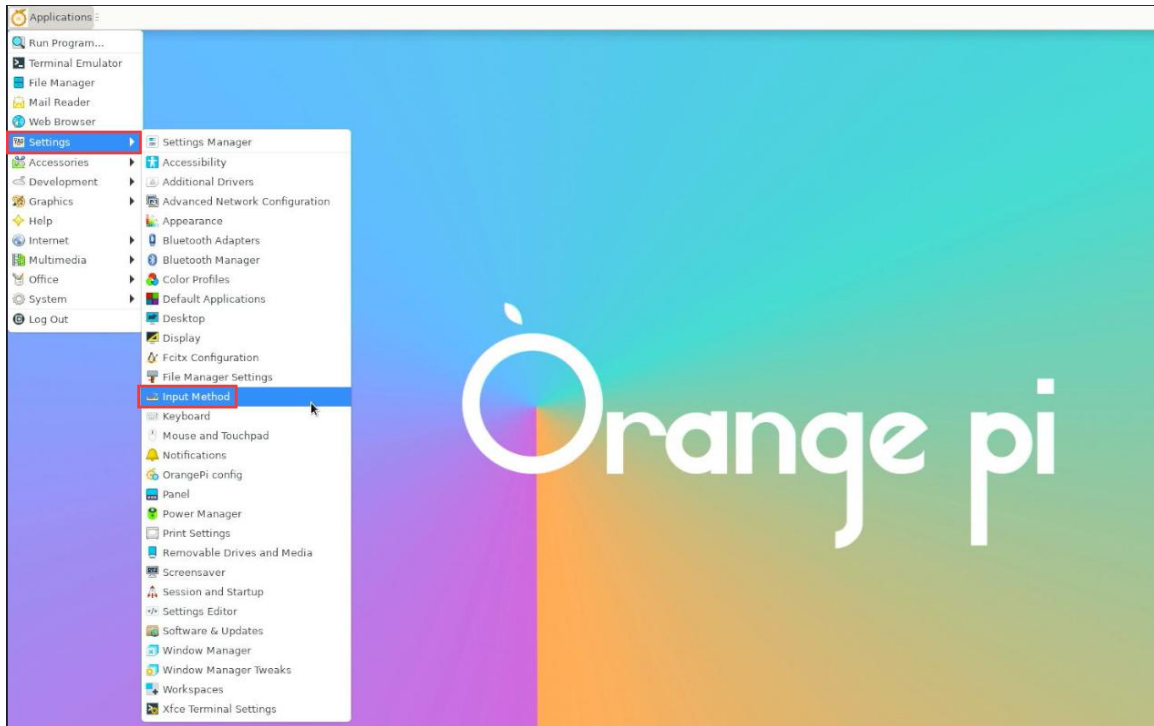 Applications
Run Program...
Terminal Emulator
File Manager
Mail Reader
Web Browser
Settings
Accessories
Development
Graphics
Help
Internet
Multimedia
Office
System
Log Out
Settings Manager
Accessibility
Additional Drivers
Advanced Network Configuration
Appearance
Bluetooth Adapters
Bluetooth Manager
Color Profiles
Default Applications
Desktop
Display
Fcitx Configuration
File Manager Settings
Input Method
Keyboard
Mouse and Touchpad
Notifications
OrangePi config
Panel
Power Manager
Print Settings
Removable Drives and Media
Screensaver
Session and Startup
Settings Editor
Software & Updates
Window Manager
Window Manager Tweaks
Workspaces
Xfce Terminal Settings
Orange pi